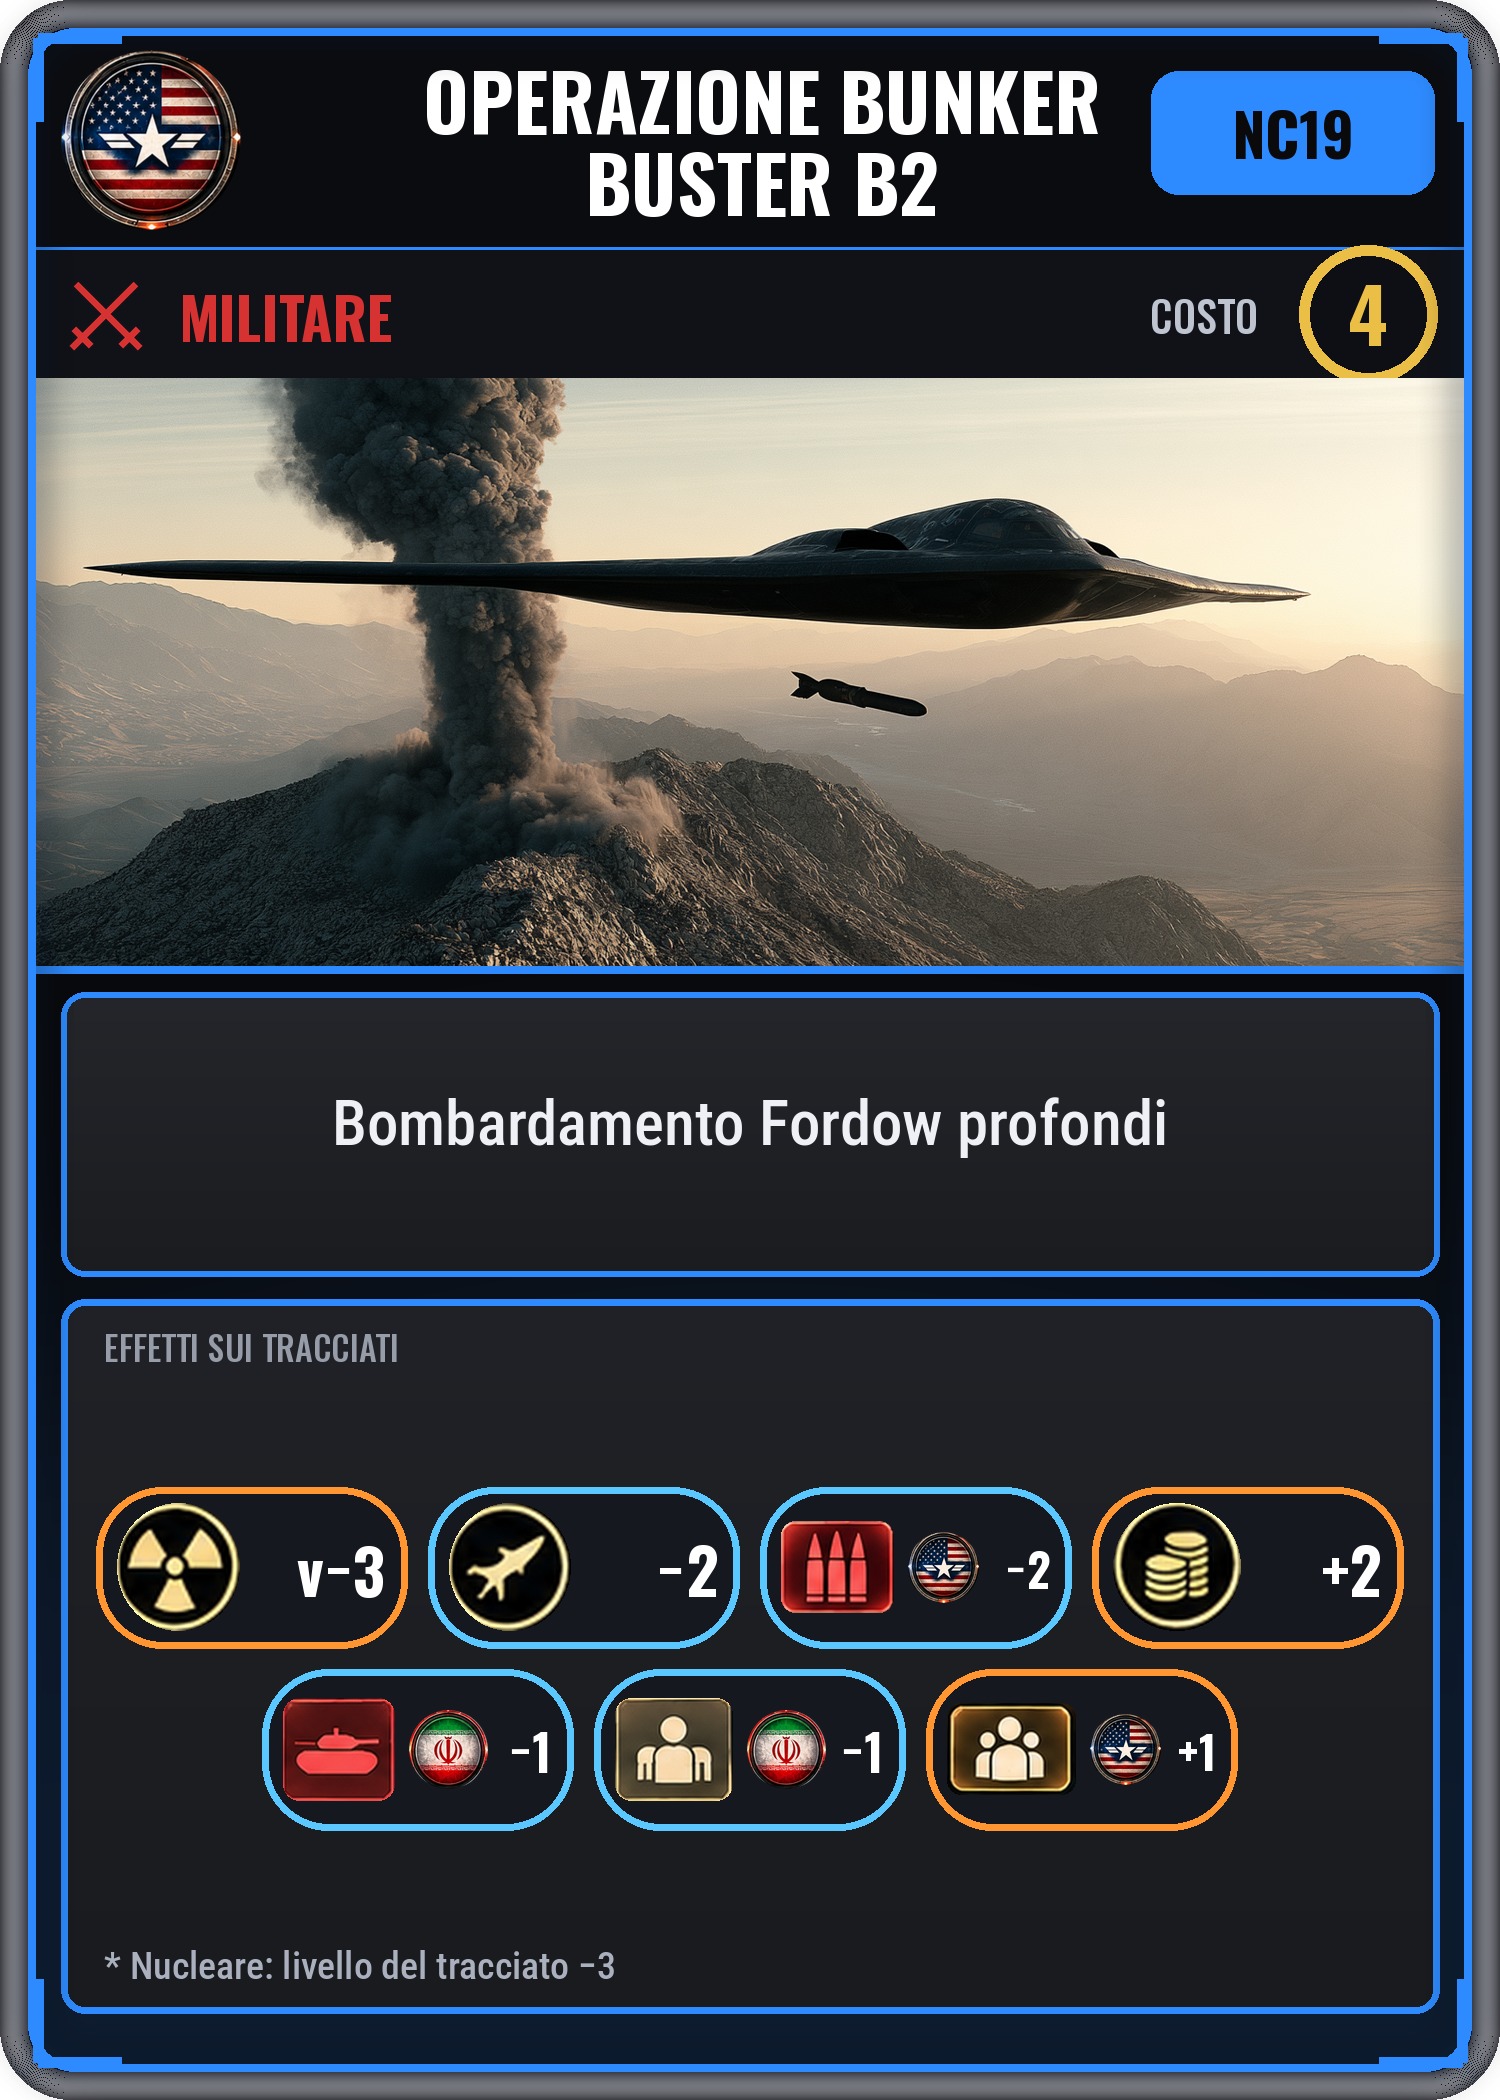 OPERAZIONE BUNKER
BUSTER B2
NC19
MILITARE
COSTO
4
Bombardamento Fordow profondi
EFFETTI SUI TRACCIATI
v−3
−2
−2
+2
−1
−1
+1
* Nucleare: livello del tracciato −3